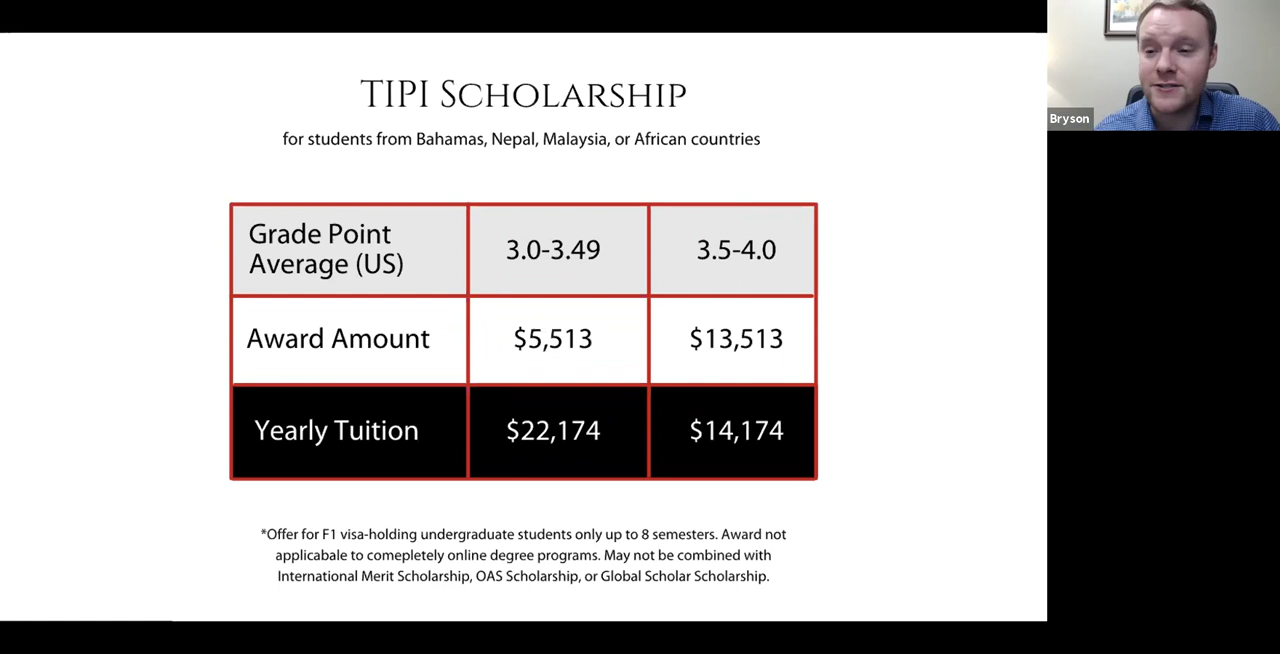 TIPI Scholarship
for students from Bahamas, Nepal, Malaysia, or African countries
Grade Point
Average (US)
3.0-3.49
3.5-4.0
Award Amount
$5,513
$13,513
Yearly Tuition
$22,174
$14,174
*Offer for F1 visa-holding undergraduate students only up to 8 semesters. Award not
applicabale to comepletely online degree programs. May not be combined with
International Merit Scholarship, OAS Scholarship, or Global Scholar Scholarship.
Bryson